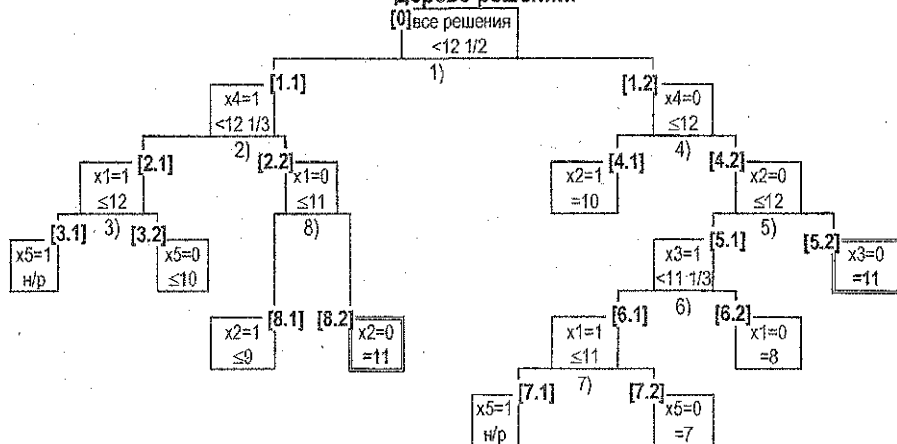 Дерево решений
[0] все решения
<12 1/2
1)
[1.1]
x4=1
<12 1/3
2)
[1.2]
x4=0
≤12
4)
[2.1]
x1=1
≤12
3)
[2.2]
x1=0
≤11
8)
[4.1]
x2=1
=10
[4.2]
x2=0
≤12
5)
[3.1]
x5=1
н/р
[3.2]
x5=0
≤10
[5.1]
x3=1
<11 1/3
6)
[5.2]
x3=0
=11
[8.1]
x2=1
≤9
[8.2]
x2=0
=11
[6.1]
x1=1
≤11
7)
[6.2]
x1=0
=8
[7.1]
x5=1
н/р
[7.2]
x5=0
=7